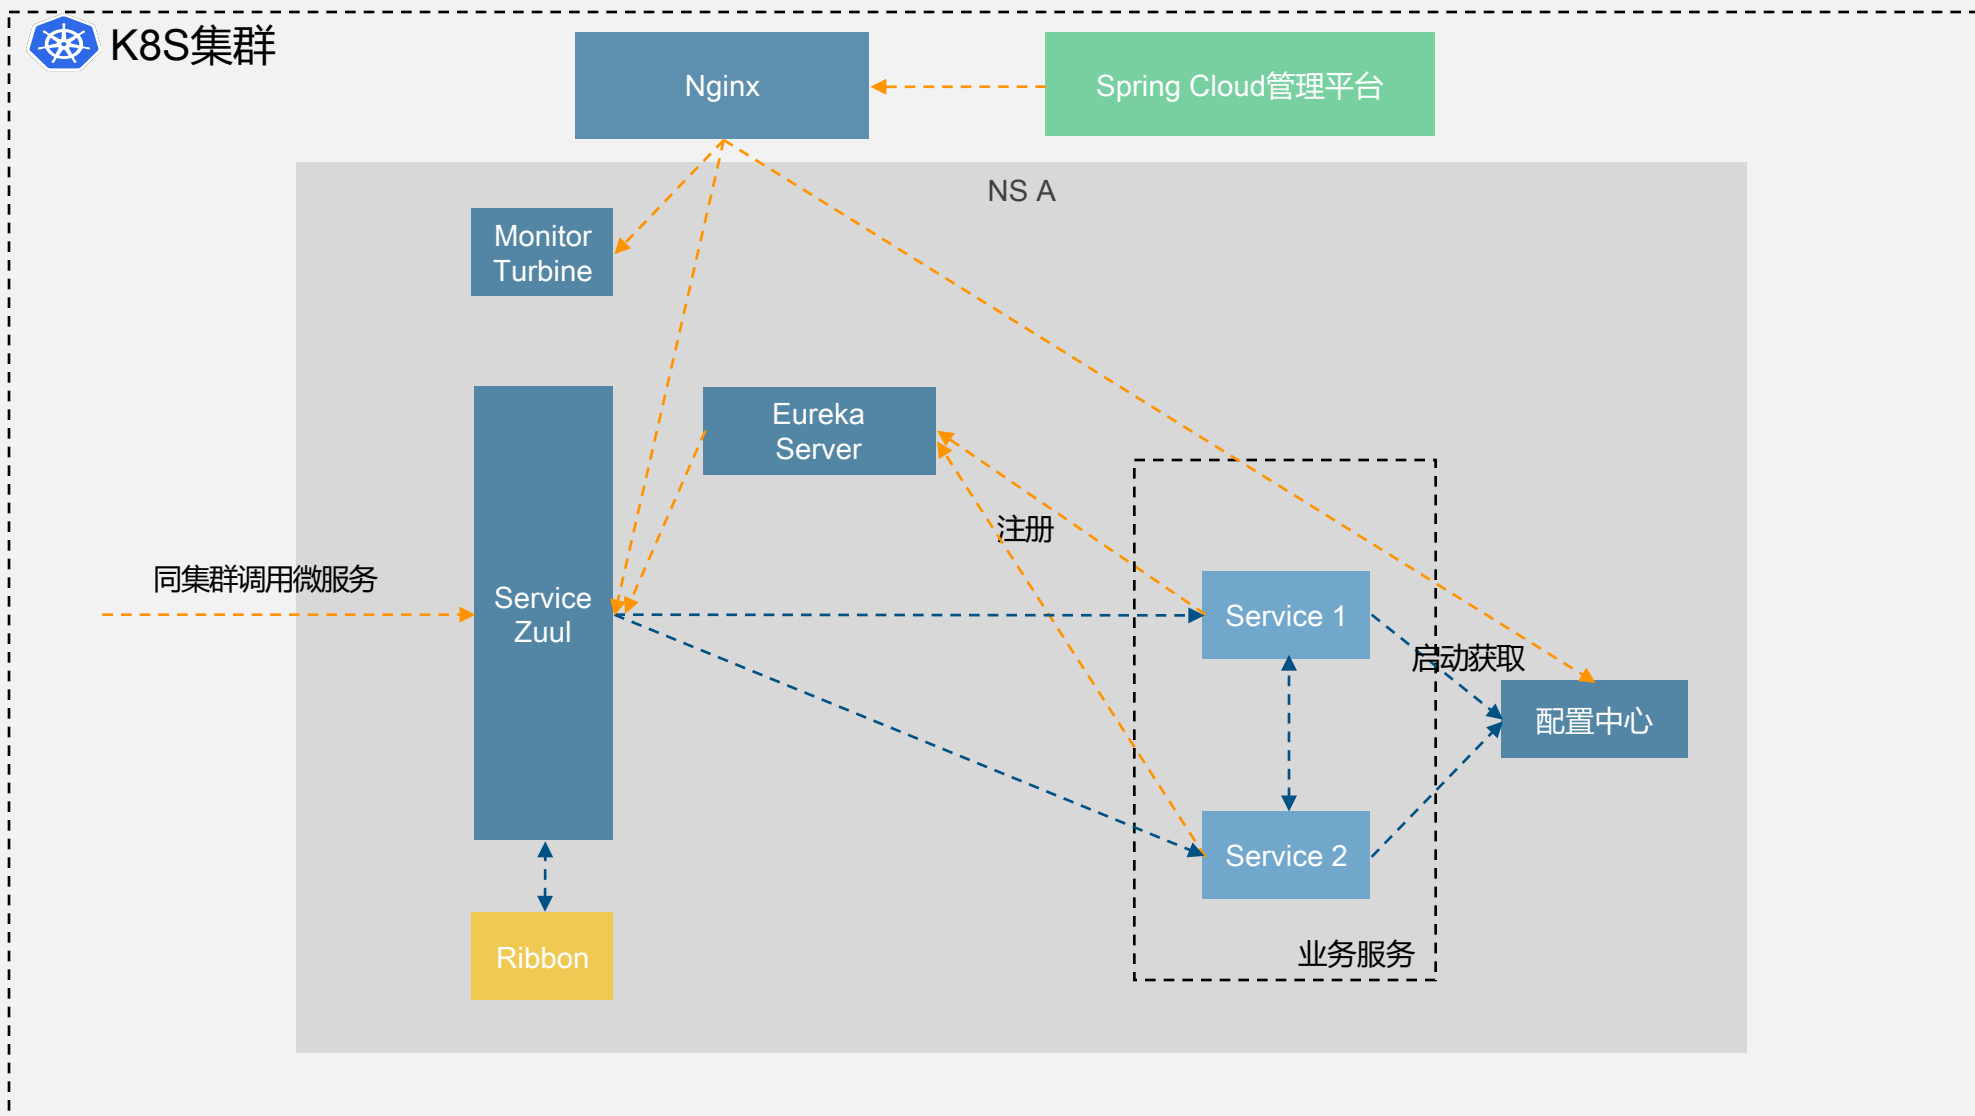 K8S集群
Nginx
Spring Cloud管理平台
NS A
Monitor
Turbine
Eureka
Server
注册
同集群调用微服务
Service
Zuul
Service 1
启动获取
配置中心
Service 2
业务服务
Ribbon